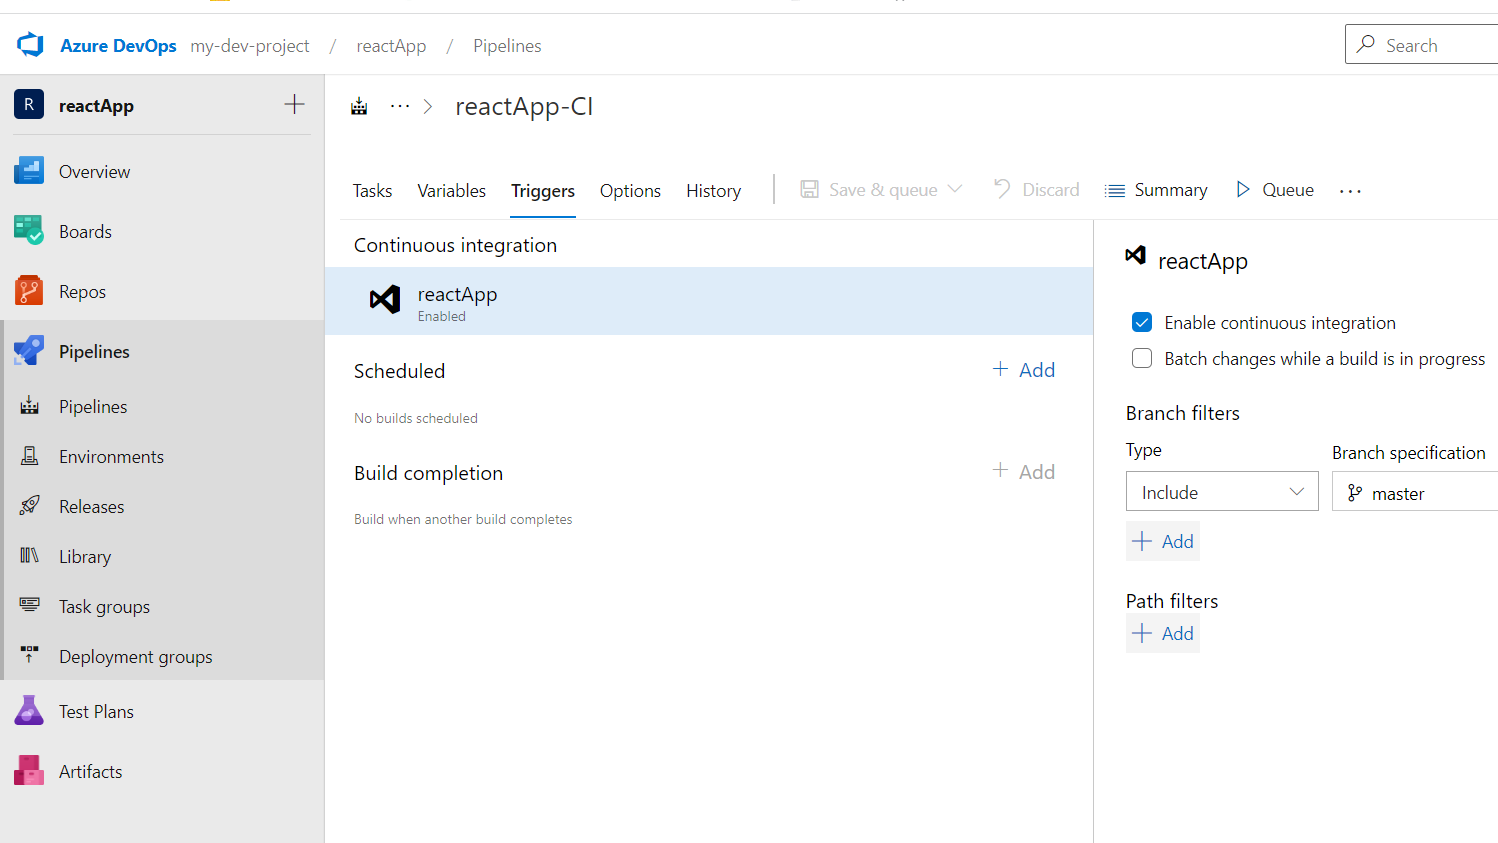 Azure DevOps my-dev-project / reactApp / Pipelines
Search
R reactApp
Overview
Boards
Repos
Pipelines
Pipelines
Environments
Releases
Library
Task groups
Deployment groups
Test Plans
Artifacts
··· > reactApp-CI
Tasks Variables Triggers Options History Save & queue Discard Summary Queue ···
Continuous integration
reactApp
Enabled
Scheduled + Add
No builds scheduled
Build completion + Add
Build when another build completes
reactApp
Enable continuous integration
Batch changes while a build is in progress
Branch filters
Type Branch specification
Include master
+ Add
Path filters
+ Add